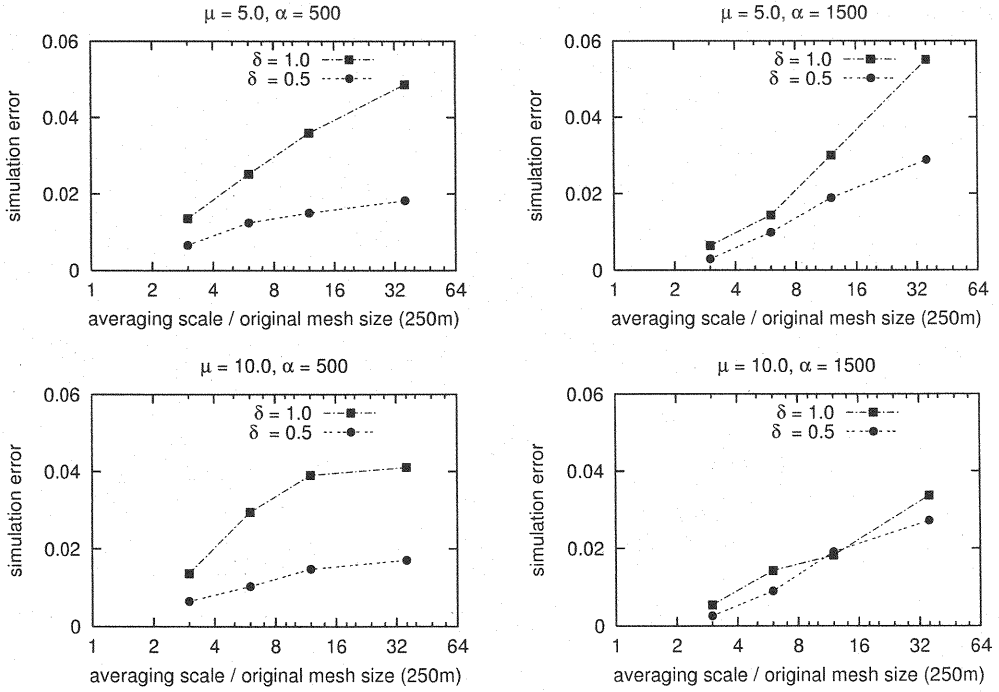 μ = 5.0, α = 500
0.06
0.04
0.02
0
simulation error
δ = 1.0
δ = 0.5
1 2 4 8 16 32 64
averaging scale / original mesh size (250m)
μ = 5.0, α = 1500
0.06
0.04
0.02
0
simulation error
δ = 1.0
δ = 0.5
1 2 4 8 16 32 64
averaging scale / original mesh size (250m)
μ = 10.0, α = 500
0.06
0.04
0.02
0
simulation error
δ = 1.0
δ = 0.5
1 2 4 8 16 32 64
averaging scale / original mesh size (250m)
μ = 10.0, α = 1500
0.06
0.04
0.02
0
simulation error
δ = 1.0
δ = 0.5
1 2 4 8 16 32 64
averaging scale / original mesh size (250m)